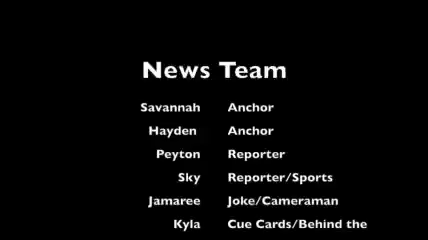 News Team
Savannah Anchor
Hayden Anchor
Peyton Reporter
Sky Reporter/Sports
Jamaree Joke/Cameraman
Kyla Cue Cards/Behind the